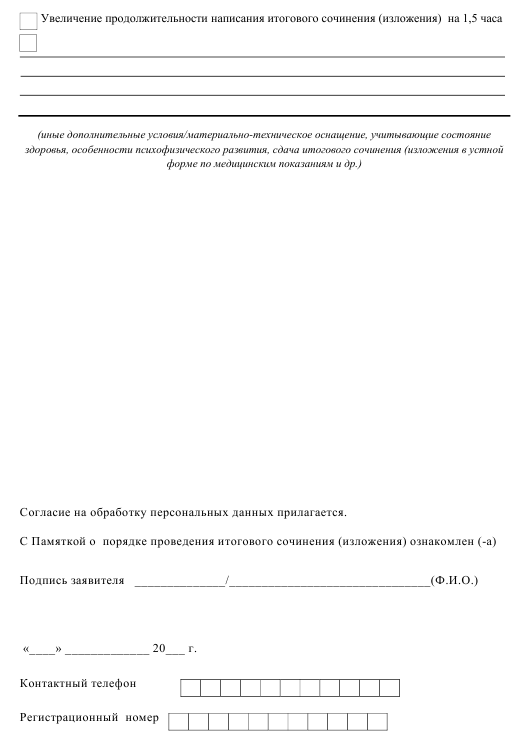 Увеличение продолжительности написания итогового сочинения (изложения) на 1,5 часа
(иные дополнительные условия/материально-техническое оснащение, учитывающие состояние
здоровья, особенности психофизического развития, сдача итогового сочинения (изложения в устной
форме по медицинским показаниям и др.)
Согласие на обработку персональных данных прилагается.
С Памяткой о порядке проведения итогового сочинения (изложения) ознакомлен (-а)
Подпись заявителя ______________/_______________________________(Ф.И.О.)
«____» _____________ 20___ г.
Контактный телефон
Регистрационный номер